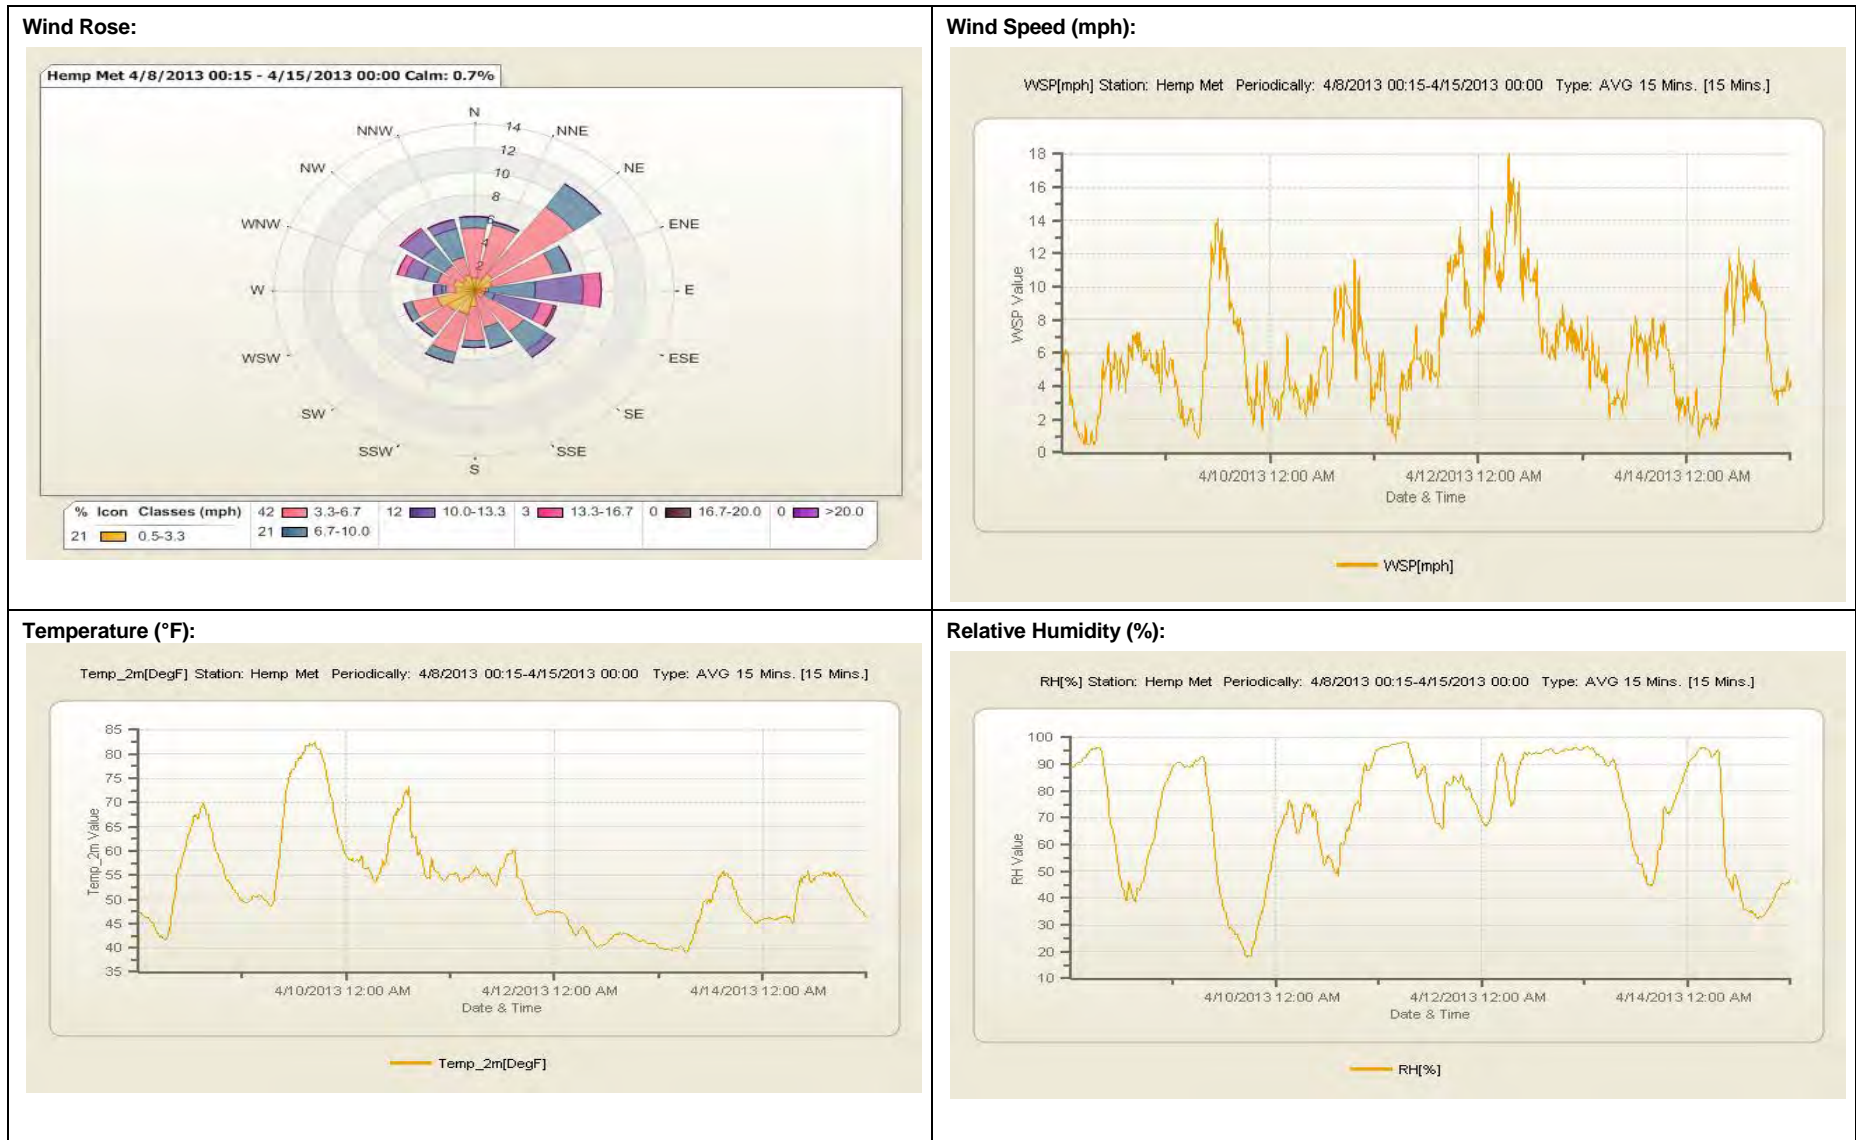 Wind Rose:
Hemp Met 4/8/2013 00:15 - 4/15/2013 00:00 Calm: 0.7%
N
NNE
NE
ENE
E
ESE
SE
SSE
S
SSW
SW
WSW
W
WNW
NW
NNW
14
12
10
8
6
4
2
% Icon Classes (mph)
21 0.5-3.3
42 3.3-6.7
21 6.7-10.0
12 10.0-13.3
3 13.3-16.7
0 16.7-20.0
0 >20.0
Wind Speed (mph):
WSP[mph] Station: Hemp Met Periodically: 4/8/2013 00:15-4/15/2013 00:00 Type: AVG 15 Mins. [15 Mins.]
WSP Value
18
16
14
12
10
8
6
4
2
0
4/10/2013 12:00 AM 4/12/2013 12:00 AM 4/14/2013 12:00 AM
Date & Time
WSP[mph]
Temperature (°F):
Temp_2m[DegF] Station: Hemp Met Periodically: 4/8/2013 00:15-4/15/2013 00:00 Type: AVG 15 Mins. [15 Mins.]
Temp_2m Value
85
80
75
70
65
60
55
50
45
40
35
4/10/2013 12:00 AM 4/12/2013 12:00 AM 4/14/2013 12:00 AM
Date & Time
Temp_2m[DegF]
Relative Humidity (%):
RH[%] Station: Hemp Met Periodically: 4/8/2013 00:15-4/15/2013 00:00 Type: AVG 15 Mins. [15 Mins.]
RH Value
100
90
80
70
60
50
40
30
20
10
4/10/2013 12:00 AM 4/12/2013 12:00 AM 4/14/2013 12:00 AM
Date & Time
RH[%]